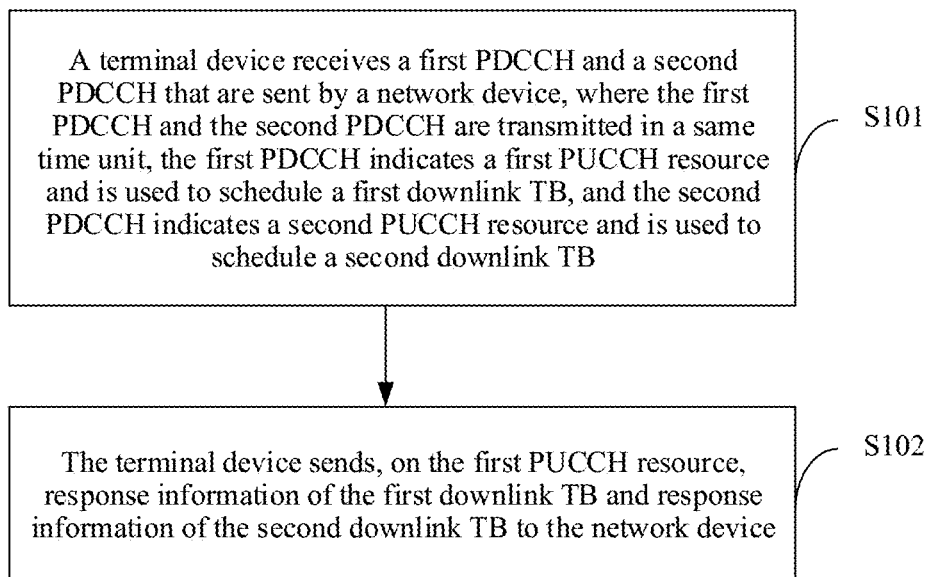 A terminal device receives a first PDCCH and a second
PDCCH that are sent by a network device, where the first
PDCCH and the second PDCCH are transmitted in a same
time unit, the first PDCCH indicates a first PUCCH resource
and is used to schedule a first downlink TB, and the second
PDCCH indicates a second PUCCH resource and is used to
schedule a second downlink TB
S101
The terminal device sends, on the first PUCCH resource,
response information of the first downlink TB and response
information of the second downlink TB to the network device
S102